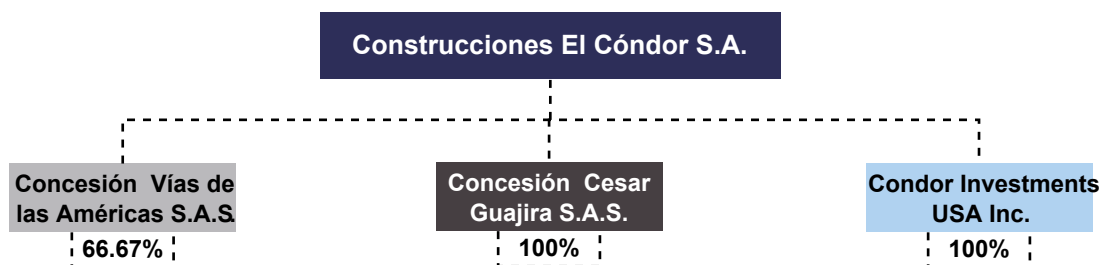 Construcciones El Cóndor S.A.
Concesión Vías de
las Américas S.A.S.
66.67%
Concesión Cesar
Guajira S.A.S.
100%
Condor Investments
USA Inc.
100%